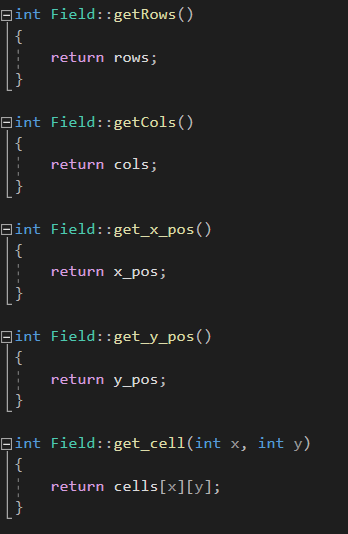 int Field::getRows()
{
return rows;
}
int Field::getCols()
{
return cols;
}
int Field::get_x_pos()
{
return x_pos;
}
int Field::get_y_pos()
{
return y_pos;
}
int Field::get_cell(int x, int y)
{
return cells[x][y];
}